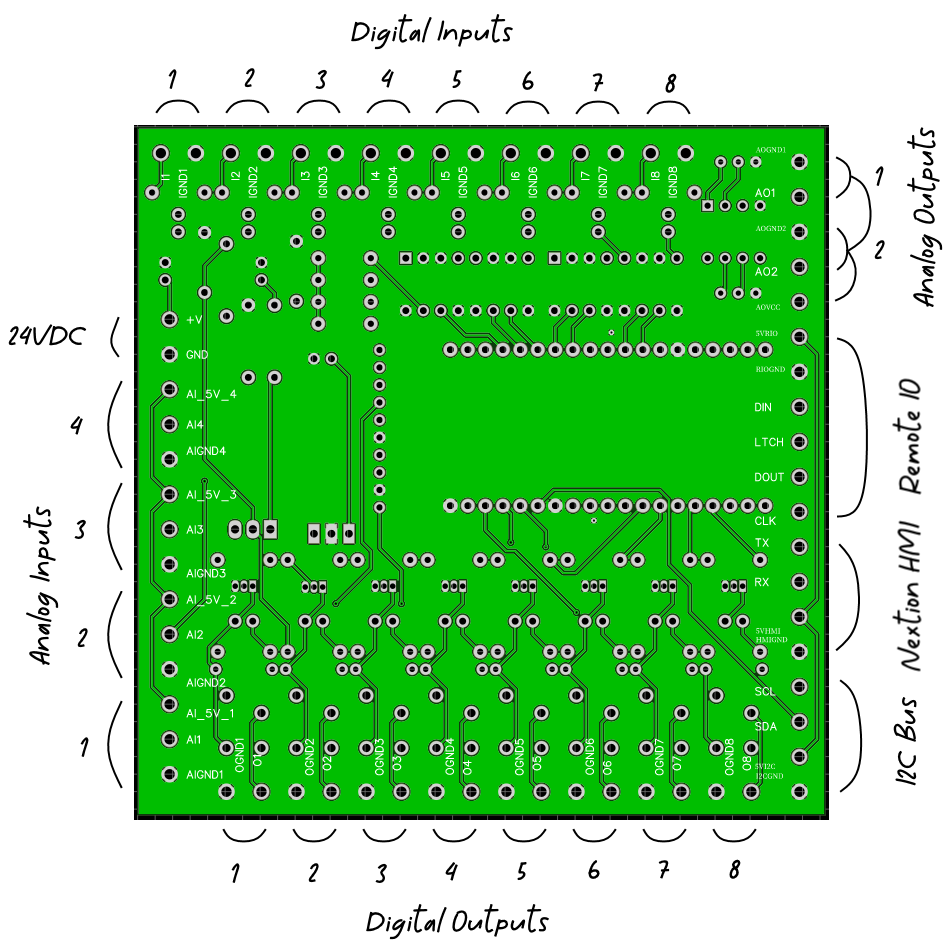 Digital Inputs
1 2 3 4 5 6 7 8
I1 IGND1 I2 IGND2 I3 IGND3 I4 IGND4 I5 IGND5 I6 IGND6 I7 IGND7 I8 IGND8
AOGND1
AO1
AOGND2
AO2
AOVCC
1
2
Analog Outputs
24VDC
+V
GND
4
AI_5V_4
AI4
AIGND4
3
AI_5V_3
AI3
AIGND3
2
AI_5V_2
AI2
AIGND2
1
AI_5V_1
AI1
AIGND1
Analog Inputs
5VRIO
RIOGND
DIN
LTCH
DOUT
CLK
Remote IO
TX
RX
5VHMI
HMIGND
Nextion HMI
SCL
SDA
5VI2C
I2CGND
I2C Bus
OGND1 O1 OGND2 O2 OGND3 O3 OGND4 O4 OGND5 O5 OGND6 O6 OGND7 O7 OGND8 O8
1 2 3 4 5 6 7 8
Digital Outputs